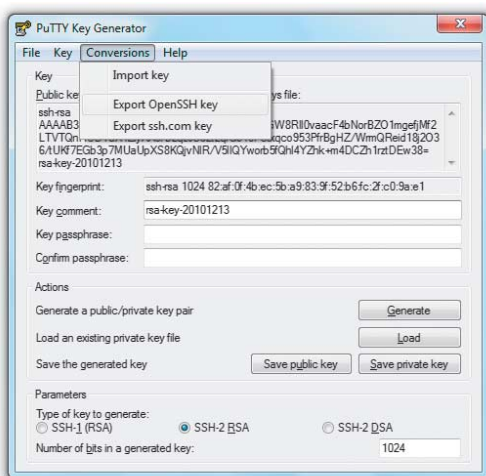 PuTTY Key Generator
File Key Conversions Help
Import key
Export OpenSSH key
Export ssh.com key
Key
Public key
ys file:
ssh-rsa
AAAAB3
6/tUKf7EGb3p7MUaUpXS8KQjvNIR/V5IIQYworb5fQhI4YZhk+m4DCZh1rztDEw38=
rsa-key-20101213
Key fingerprint: ssh-rsa 1024 82:af:0f:4b:ec:5b:a9:83:9f:52:b6:fc:2f:c0:9a:e1
Key comment: rsa-key-20101213
Key passphrase:
Confirm passphrase:
Actions
Generate a public/private key pair Generate
Load an existing private key file Load
Save the generated key Save public key Save private key
Parameters
Type of key to generate:
SSH-1 (RSA) SSH-2 RSA SSH-2 DSA
Number of bits in a generated key: 1024